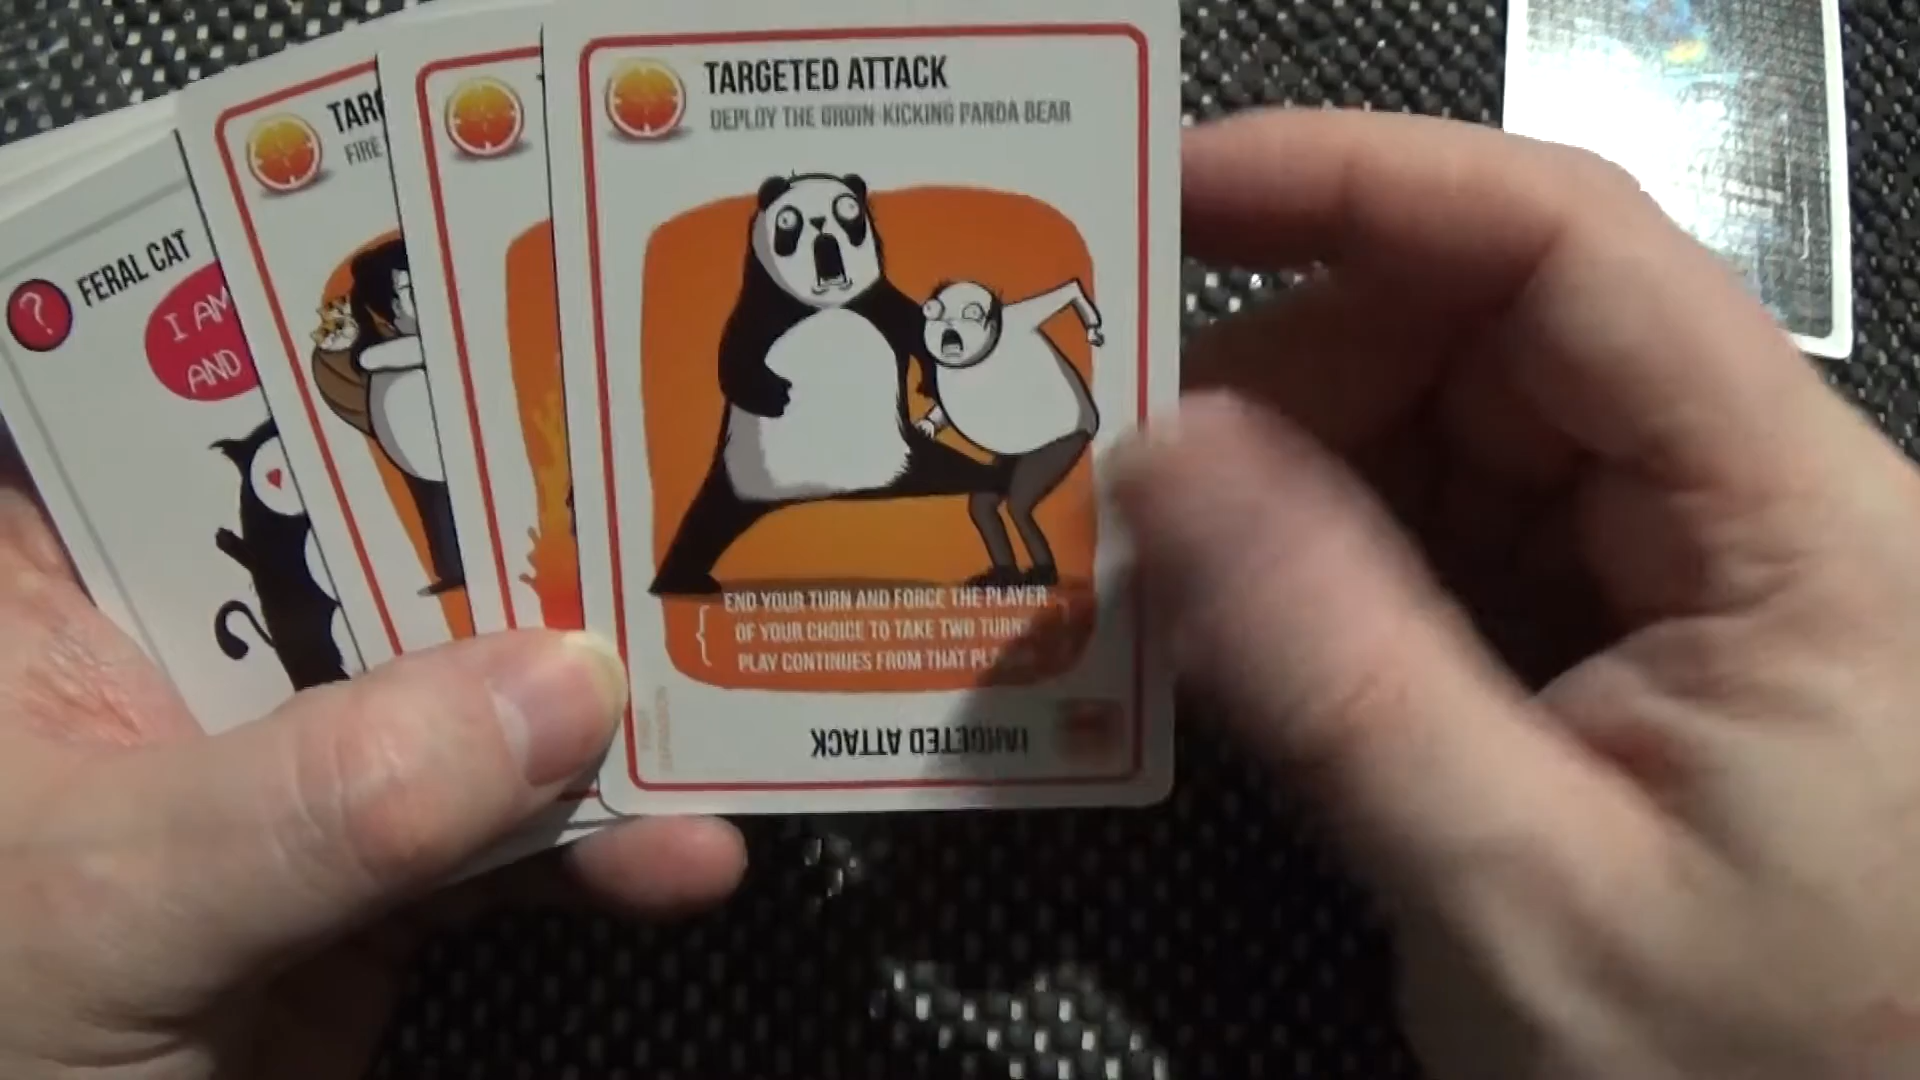 TARGETED ATTACK
DEPLOY THE GROIN-KICKING PANDA BEAR
END YOUR TURN AND FORCE THE PLAYER
OF YOUR CHOICE TO TAKE TWO TURNS
PLAY CONTINUES FROM THAT
TARGETED ATTACK
TARG
FIRE
FERAL CAT
?
I AM
AND